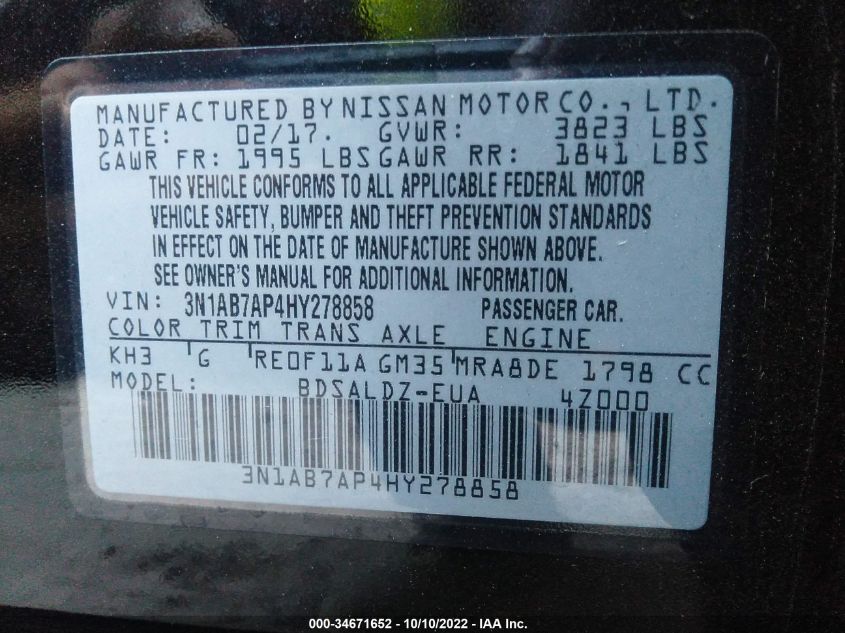 MANUFACTURED BY NISSAN MOTOR CO., LTD.
DATE: 02/17. GVWR: 3823 LBS
GAWR FR: 1995 LBS GAWR RR: 1841 LBS
THIS VEHICLE CONFORMS TO ALL APPLICABLE FEDERAL MOTOR
VEHICLE SAFETY, BUMPER AND THEFT PREVENTION STANDARDS
IN EFFECT ON THE DATE OF MANUFACTURE SHOWN ABOVE.
SEE OWNER'S MANUAL FOR ADDITIONAL INFORMATION.
VIN: 3N1AB7AP4HY278858 PASSENGER CAR.
COLOR TRIM TRANS AXLE ENGINE
KH3 G RE0F11A GM35 MRA8DE 1798 CC
MODEL: BDSALDZ-EUA 4Z000
3N1AB7AP4HY278858
000-34671652 - 10/10/2022 - IAA Inc.